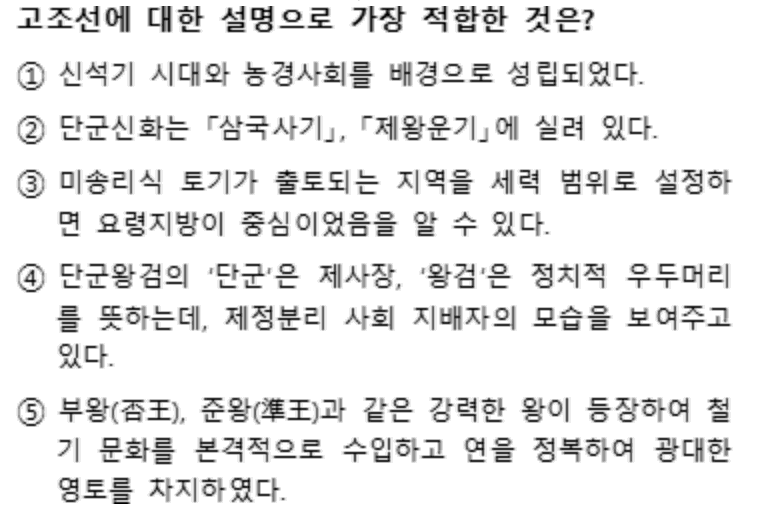 고조선에 대한 설명으로 가장 적합한 것은?
① 신석기 시대와 농경사회를 배경으로 성립되었다.
② 단군신화는 「삼국사기」, 「제왕운기」에 실려 있다.
③ 미송리식 토기가 출토되는 지역을 세력 범위로 설정하
면 요령지방이 중심이었음을 알 수 있다.
④ 단군왕검의 ‘단군’은 제사장, ‘왕검’은 정치적 우두머리
를 뜻하는데, 제정분리 사회 지배자의 모습을 보여주고
있다.
⑤ 부왕(否王), 준왕(準王)과 같은 강력한 왕이 등장하여 철
기 문화를 본격적으로 수입하고 연을 정복하여 광대한
영토를 차지하였다.